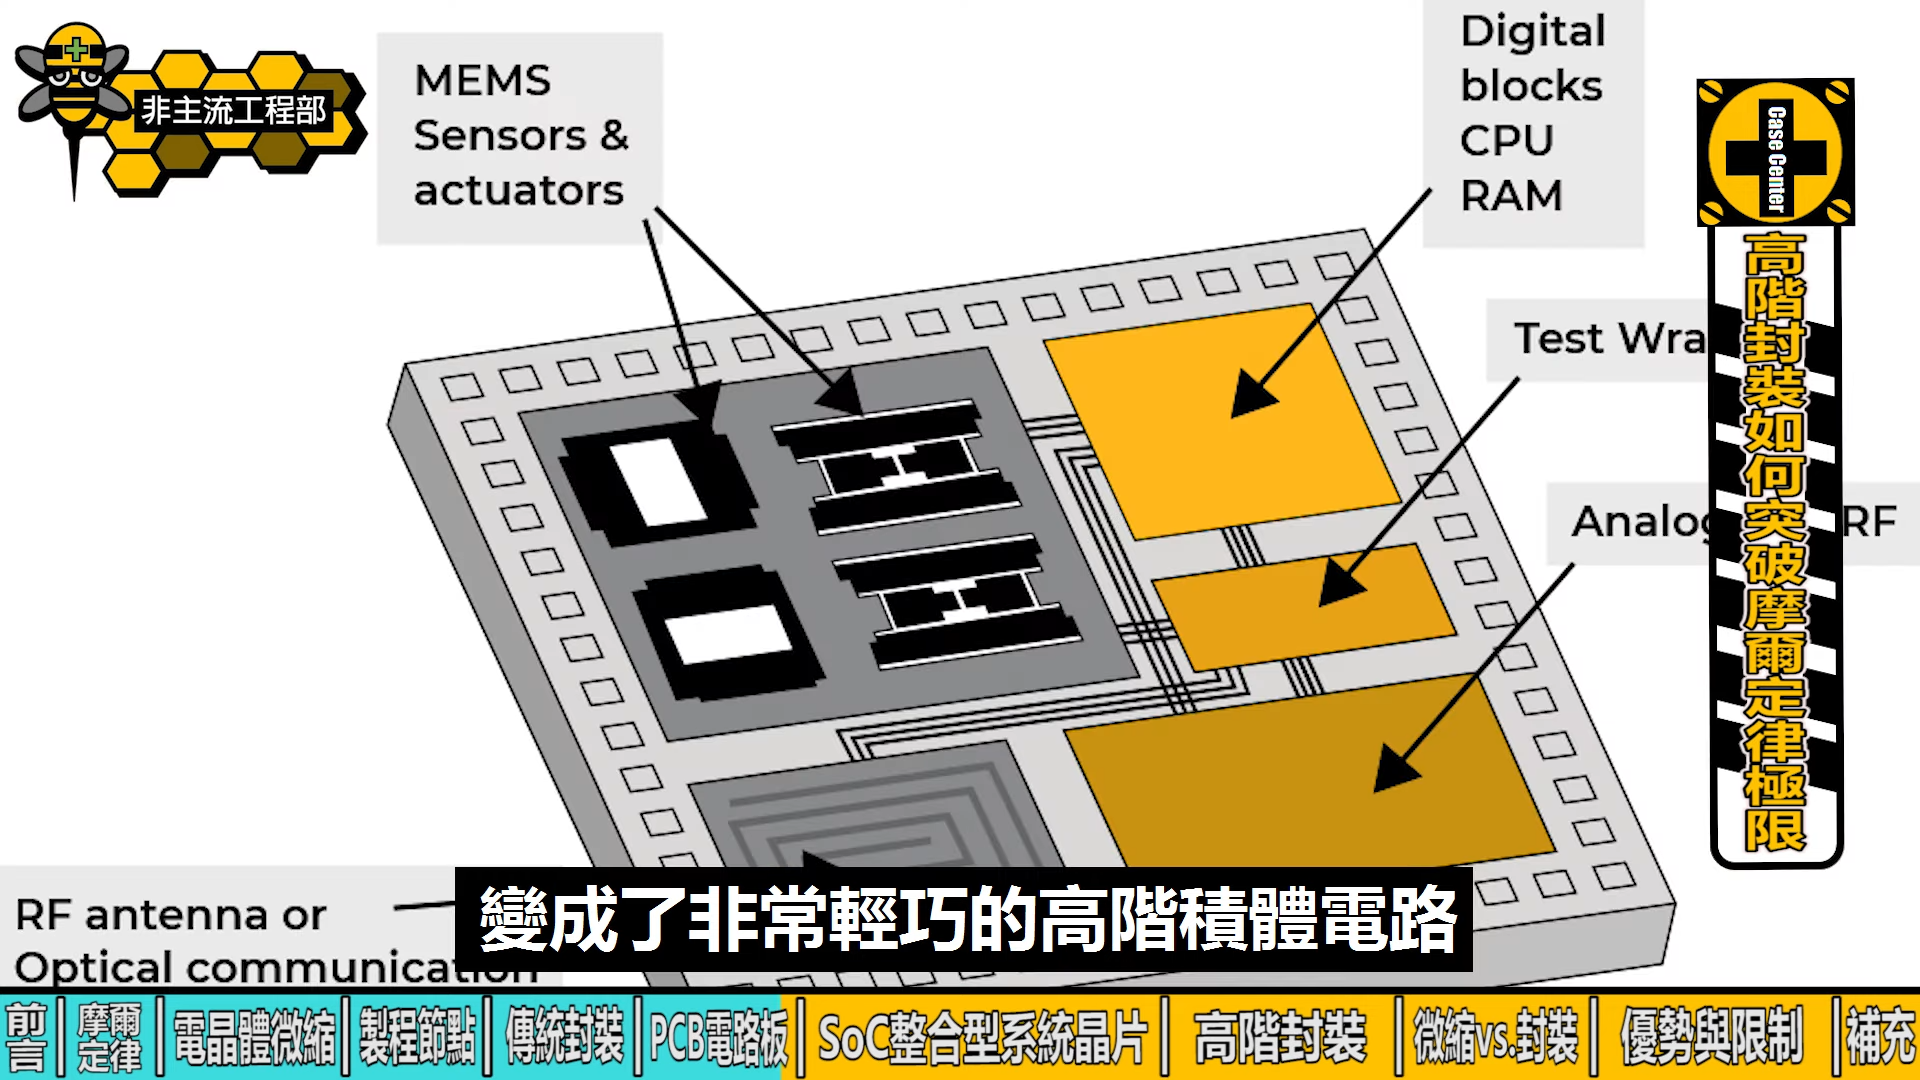 非主流工程部
MEMS
Sensors &
actuators
Digital
blocks
CPU
RAM
Case Center
高階封裝如何突破摩爾定律極限
Test Wra
Analog RF
RF antenna or
Optical communication
變成了非常輕巧的高階積體電路
前言
摩爾定律
電晶體微縮
製程節點
傳統封裝
PCB電路板
SoC整合型系統晶片
高階封裝
微縮vs.封裝
優勢與限制
補充